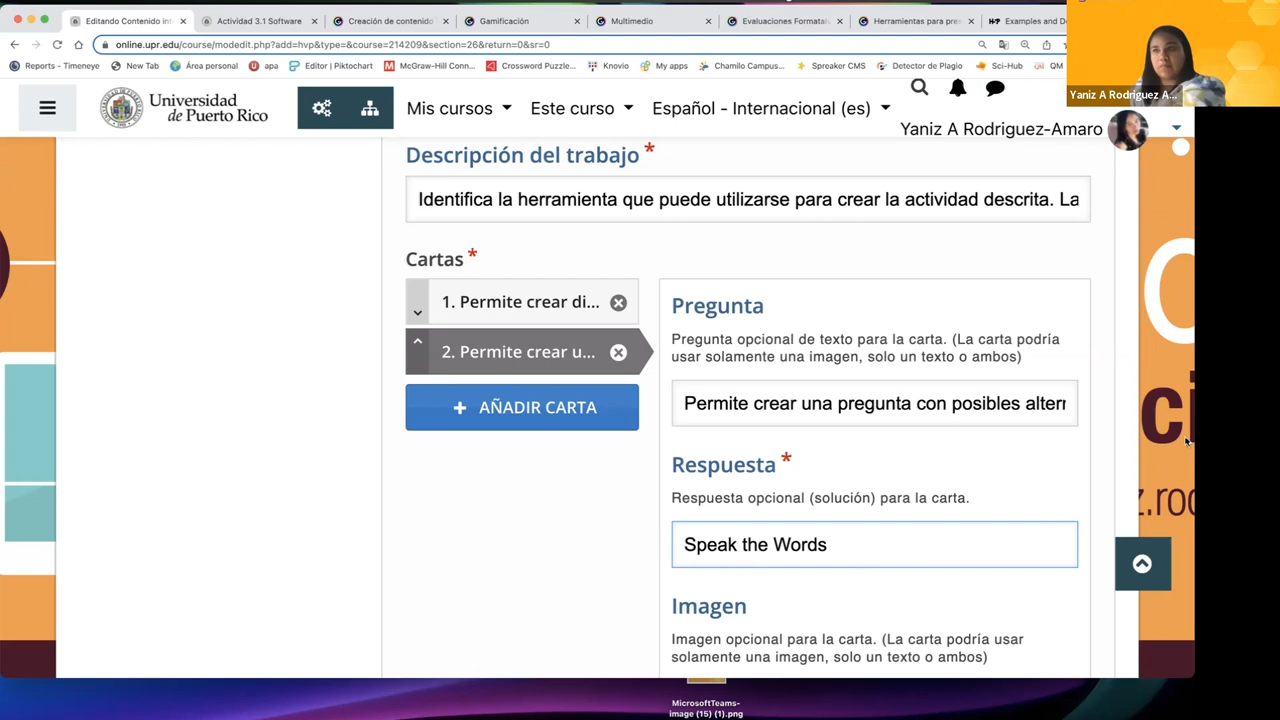 Editando Contenido int
Actividad 3.1 Software
Creación de contenido
Gamificación
Multimedio
Evaluaciones Formativ
Herramientas para pres
Examples and Do
online.upr.edu/course/modedit.php?add=hvp&type=&course=214209&section=26&return=0&sr=0
Reports - Timeneye
New Tab
Área personal
apa
Editor | Piktochart
McGraw-Hill Conn...
Crossword Puzzle...
Knovio
My apps
Chamilo Campus...
Spreaker CMS
Detector de Plagio
Sci-Hub
QM
Yaniz A Rodriguez A...
Universidad
de Puerto Rico
Mis cursos
Este curso
Español - Internacional (es)
Yaniz A Rodriguez-Amaro
Descripción del trabajo *
Identifica la herramienta que puede utilizarse para crear la actividad descrita. La
Cartas *
1. Permite crear di...
2. Permite crear u...
+ AÑADIR CARTA
Pregunta
Pregunta opcional de texto para la carta. (La carta podría
usar solamente una imagen, solo un texto o ambos)
Permite crear una pregunta con posibles altern
Respuesta *
Respuesta opcional (solución) para la carta.
Speak the Words
Imagen
Imagen opcional para la carta. (La carta podría usar
solamente una imagen, solo un texto o ambos)
MicrosoftTeams-
image (15) (1).png